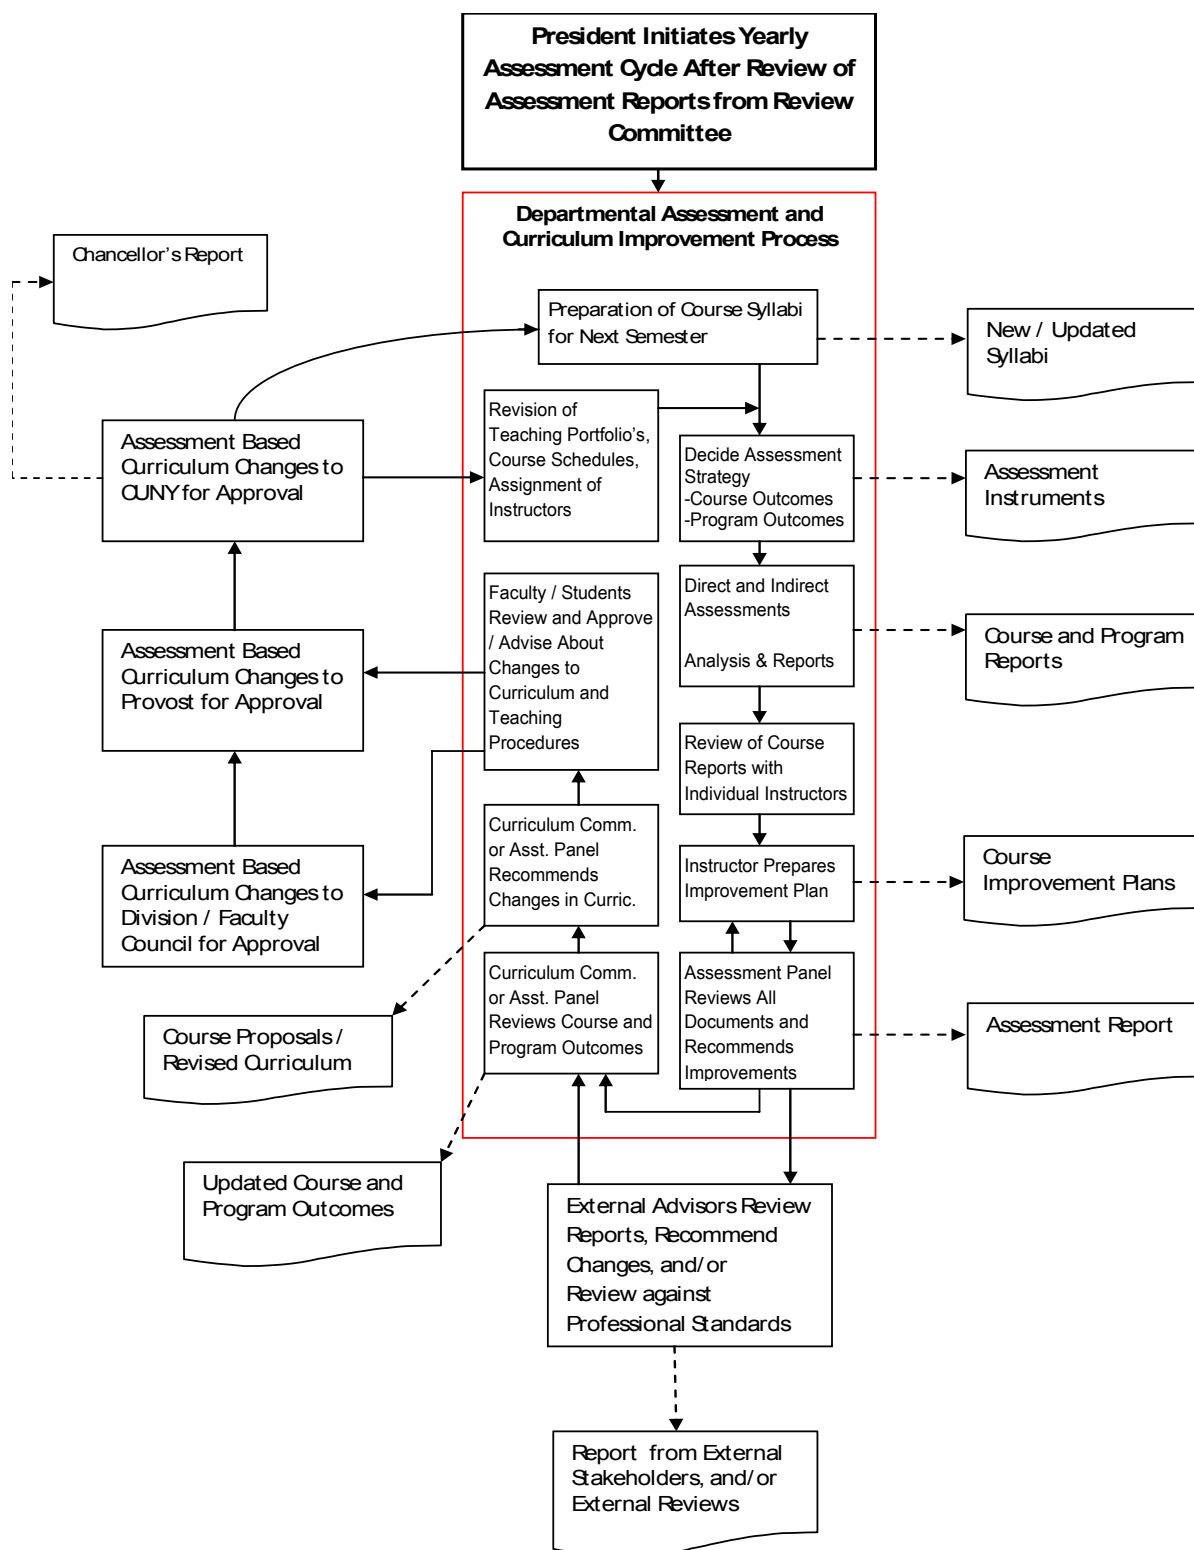 President Initiates Yearly
Assessment Cycle After Review of
Assessment Reports from Review
Committee
Departmental Assessment and
Curriculum Improvement Process
Chancellor's Report
Preparation of Course Syllabi
for Next Semester
New / Updated
Syllabi
Revision of
Teaching Portfolio's,
Course Schedules,
Assignment of
Instructors
Assessment Based
Curriculum Changes to
CUNY for Approval
Decide Assessment
Strategy
-Course Outcomes
-Program Outcomes
Assessment
Instruments
Faculty / Students
Review and Approve
/ Advise About
Changes to
Curriculum and
Teaching
Procedures
Direct and Indirect
Assessments
Analysis & Reports
Course and Program
Reports
Assessment Based
Curriculum Changes to
Provost for Approval
Review of Course
Reports with
Individual Instructors
Curriculum Comm.
or Asst. Panel
Recommends
Changes in Curric.
Instructor Prepares
Improvement Plan
Course
Improvement Plans
Assessment Based
Curriculum Changes to
Division / Faculty
Council for Approval
Curriculum Comm.
or Asst. Panel
Reviews Course and
Program Outcomes
Assessment Panel
Reviews All
Documents and
Recommends
Improvements
Assessment Report
Course Proposals /
Revised Curriculum
Updated Course and
Program Outcomes
External Advisors Review
Reports, Recommend
Changes, and/or
Review against
Professional Standards
Report from External
Stakeholders, and/or
External Reviews